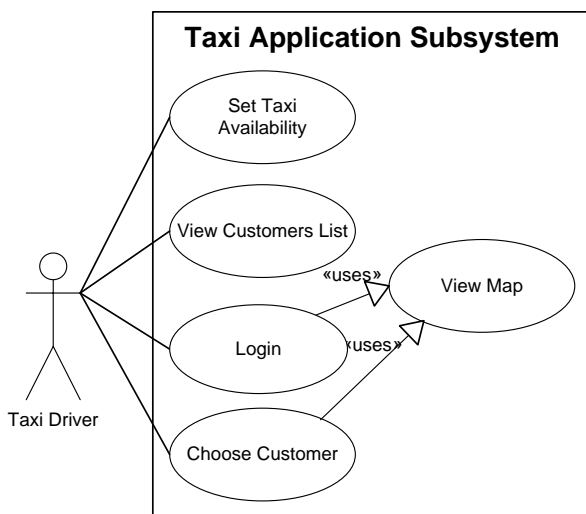 Taxi Application Subsystem
Set Taxi
Availability
View Customers List
«uses»
View Map
Login
«uses»
Taxi Driver
Choose Customer